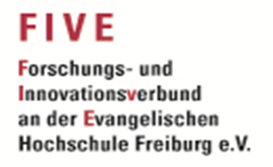 FIVE
Forschungs- und
Innovationsverbund
an der Evangelischen
Hochschule Freiburg e.V.